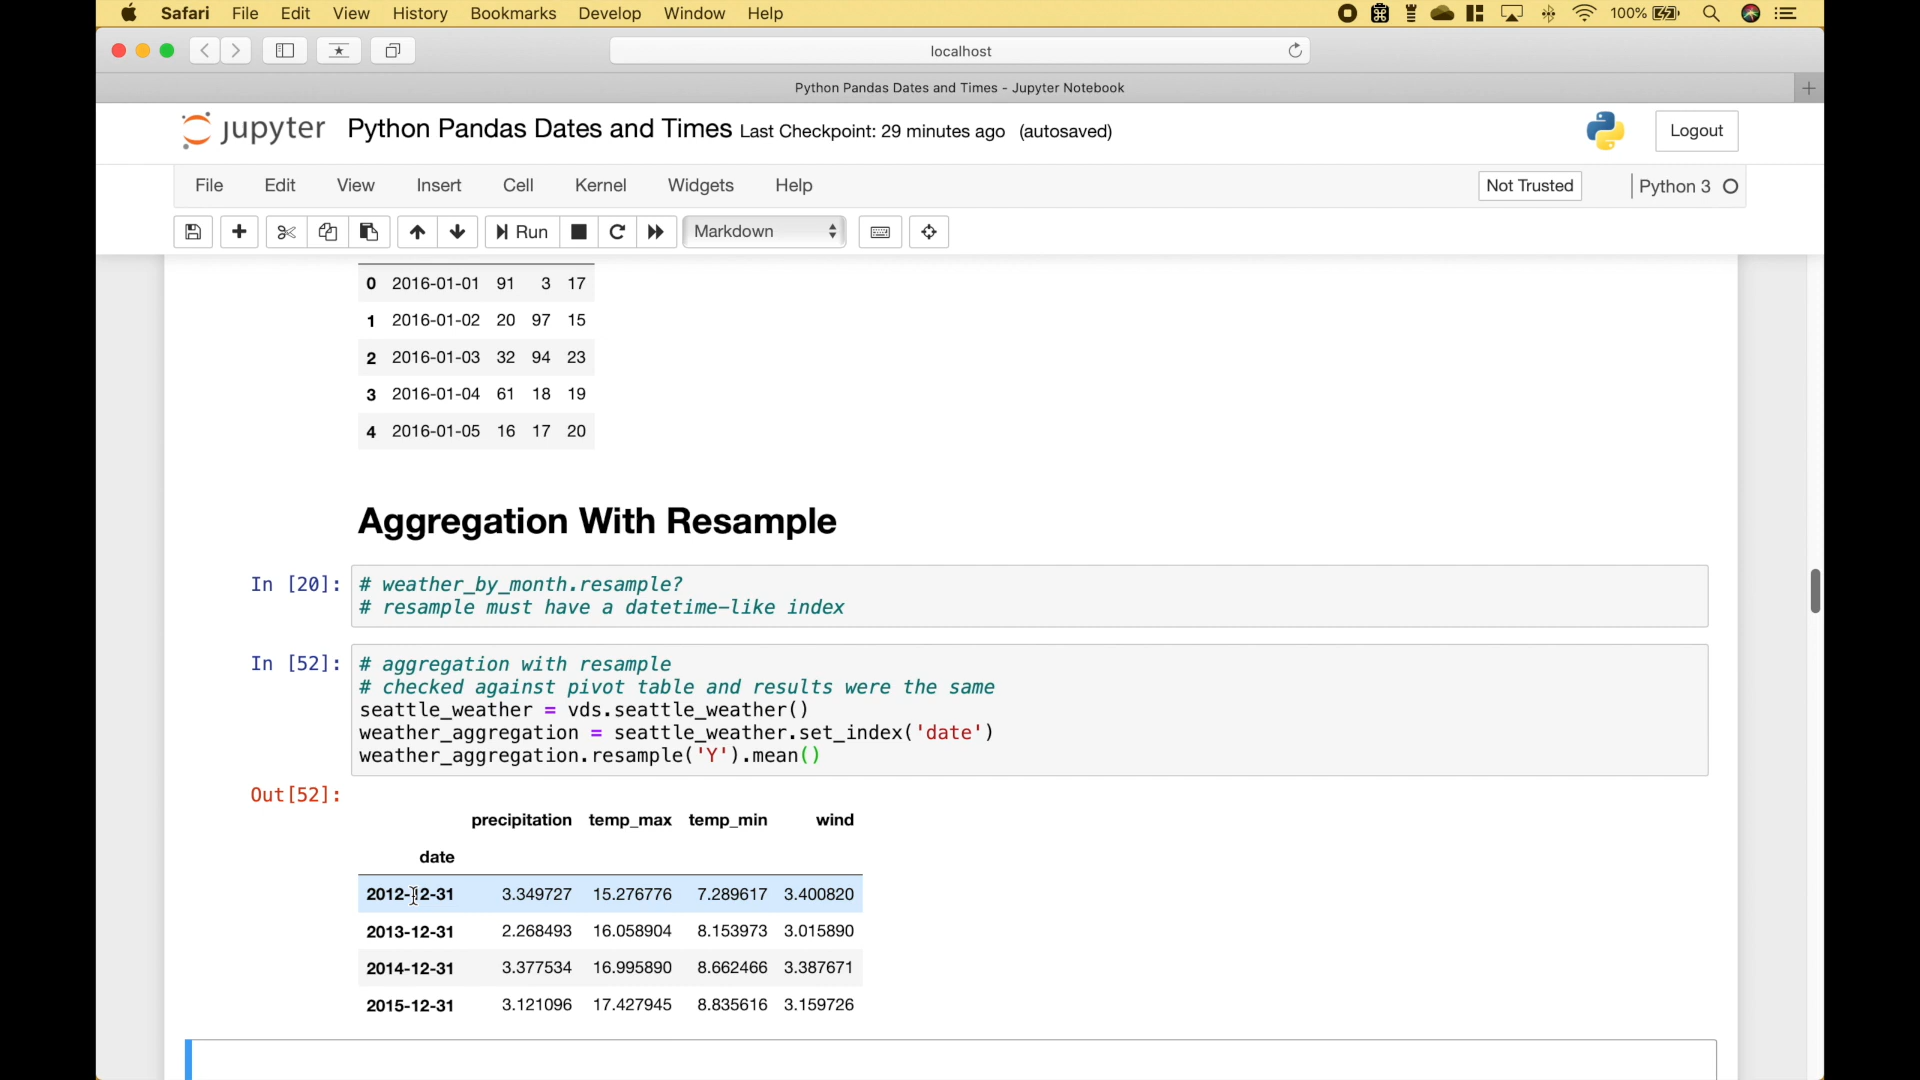 Safari File Edit View History Bookmarks Develop Window Help 100%
localhost
Python Pandas Dates and Times - Jupyter Notebook
jupyter Python Pandas Dates and Times Last Checkpoint: 29 minutes ago (autosaved) Logout
File Edit View Insert Cell Kernel Widgets Help Not Trusted Python 3
Run Markdown
0 2016-01-01 91 3 17
1 2016-01-02 20 97 15
2 2016-01-03 32 94 23
3 2016-01-04 61 18 19
4 2016-01-05 16 17 20
Aggregation With Resample
In [20]: # weather_by_month.resample?
# resample must have a datetime-like index
In [52]: # aggregation with resample
# checked against pivot table and results were the same
seattle_weather = vds.seattle_weather()
weather_aggregation = seattle_weather.set_index('date')
weather_aggregation.resample('Y').mean()
Out[52]:
precipitation temp_max temp_min wind
date
2012-12-31 3.349727 15.276776 7.289617 3.400820
2013-12-31 2.268493 16.058904 8.153973 3.015890
2014-12-31 3.377534 16.995890 8.662466 3.387671
2015-12-31 3.121096 17.427945 8.835616 3.159726